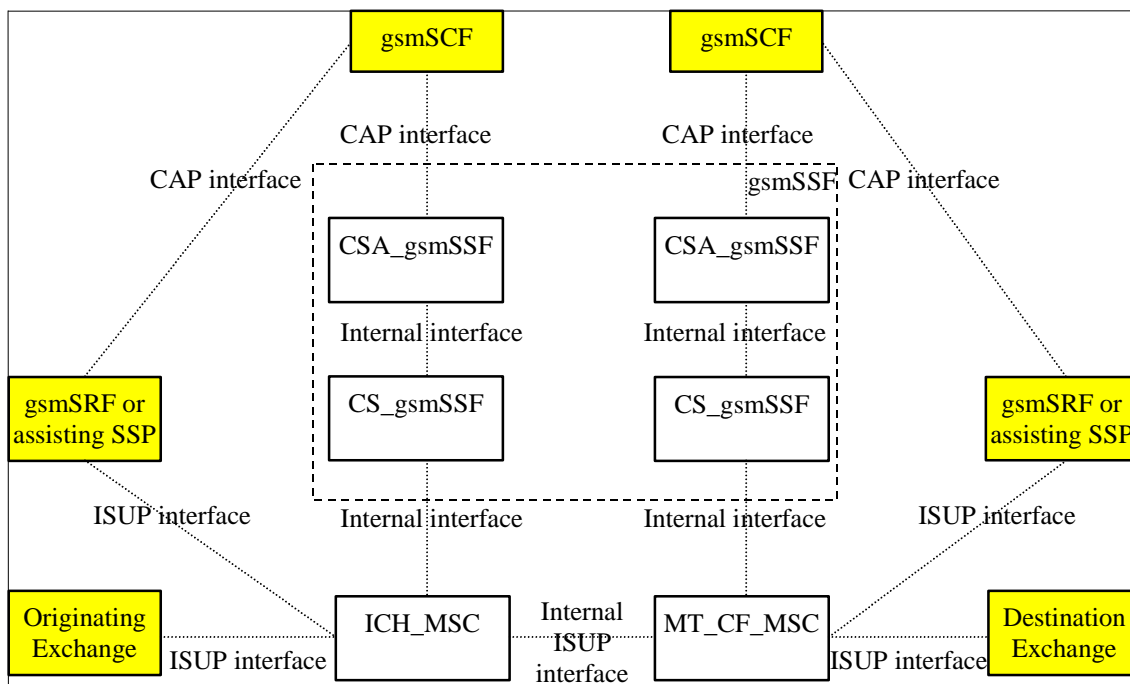 gsmSCF
gsmSCF
CAP interface
CAP interface
CAP interface
gsmSSF
CAP interface
CSA_gsmSSF
CSA_gsmSSF
Internal interface
Internal interface
gsmSRF or
assisting SSP
CS_gsmSSF
CS_gsmSSF
gsmSRF or
assisting SSP
ISUP interface
Internal interface
Internal interface
ISUP interface
Originating
Exchange
ISUP interface
ICH_MSC
Internal
ISUP
interface
MT_CF_MSC
ISUP interface
Destination
Exchange